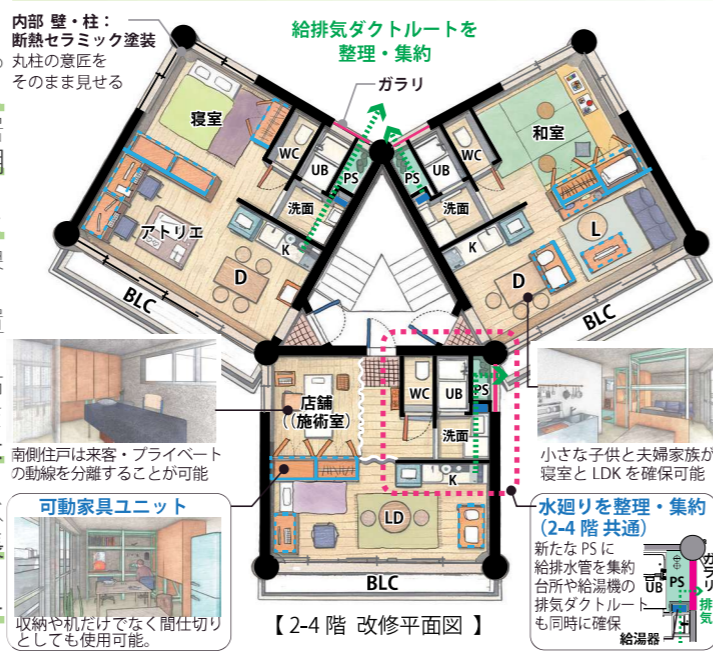 内部 壁・柱：
断熱セラミック塗装
丸柱の意匠を
そのまま見せる
給排気ダクトルートを
整理・集約
ガラリ
寝室
WC
UB
PS
洗面
アトリエ
K
D
BLC
和室
WC
UB
PS
洗面
K
L
D
BLC
店舗
((施術室)
WC
UB
PS
洗面
K
LD
BLC
南側住戸は来客・プライベート
の動線を分離することが可能
小さな子供と夫婦家族が
寝室と LDK を確保可能
可動家具ユニット
収納や机だけでなく間仕切り
としても使用可能。
水廻りを整理・集約
(2-4 階 共通)
新たな PS に
給排水管を集約
台所や給湯機の
排気ダクトルート
も同時に確保
UB
PS
ガラリ
排気
給湯器
【 2-4 階 改修平面図 】